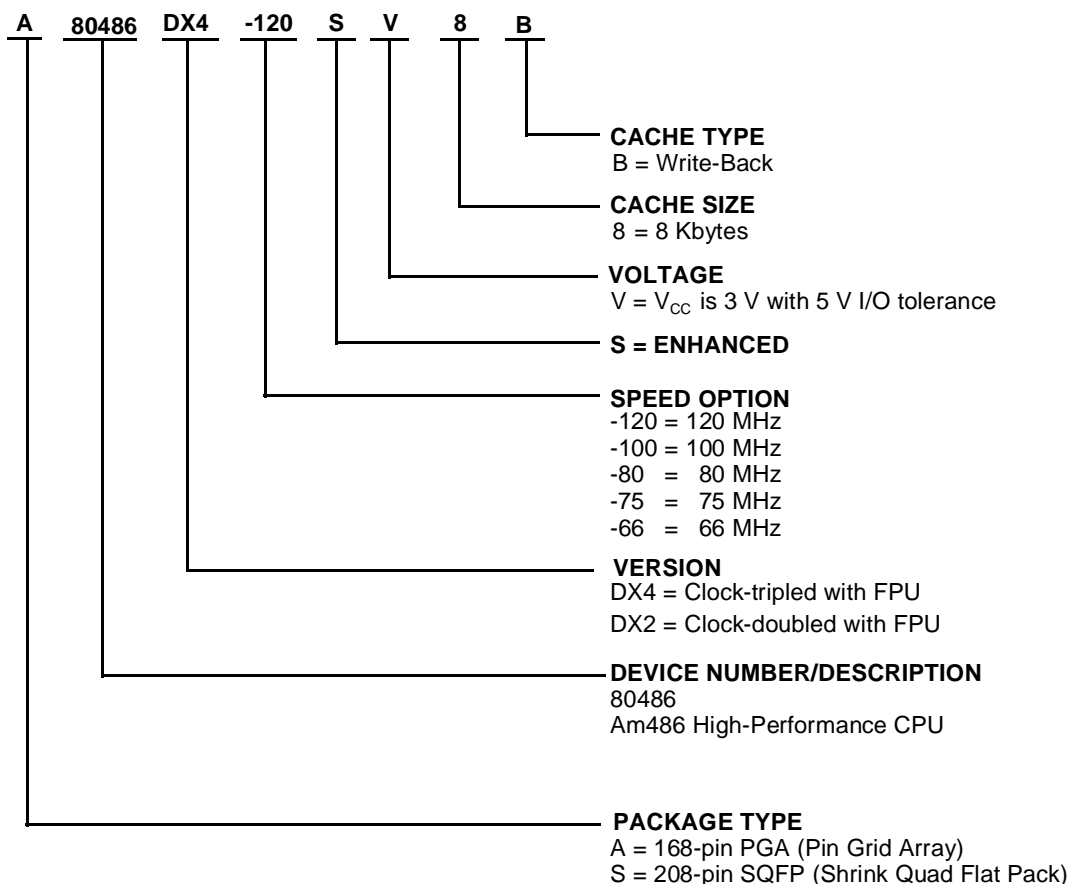 A 80486 DX4 -120 S V 8 B
CACHE TYPE
B = Write-Back
CACHE SIZE
8 = 8 Kbytes
VOLTAGE
V = VCC is 3 V with 5 V I/O tolerance
S = ENHANCED
SPEED OPTION
-120 = 120 MHz
-100 = 100 MHz
-80 = 80 MHz
-75 = 75 MHz
-66 = 66 MHz
VERSION
DX4 = Clock-tripled with FPU
DX2 = Clock-doubled with FPU
DEVICE NUMBER/DESCRIPTION
80486
Am486 High-Performance CPU
PACKAGE TYPE
A = 168-pin PGA (Pin Grid Array)
S = 208-pin SQFP (Shrink Quad Flat Pack)